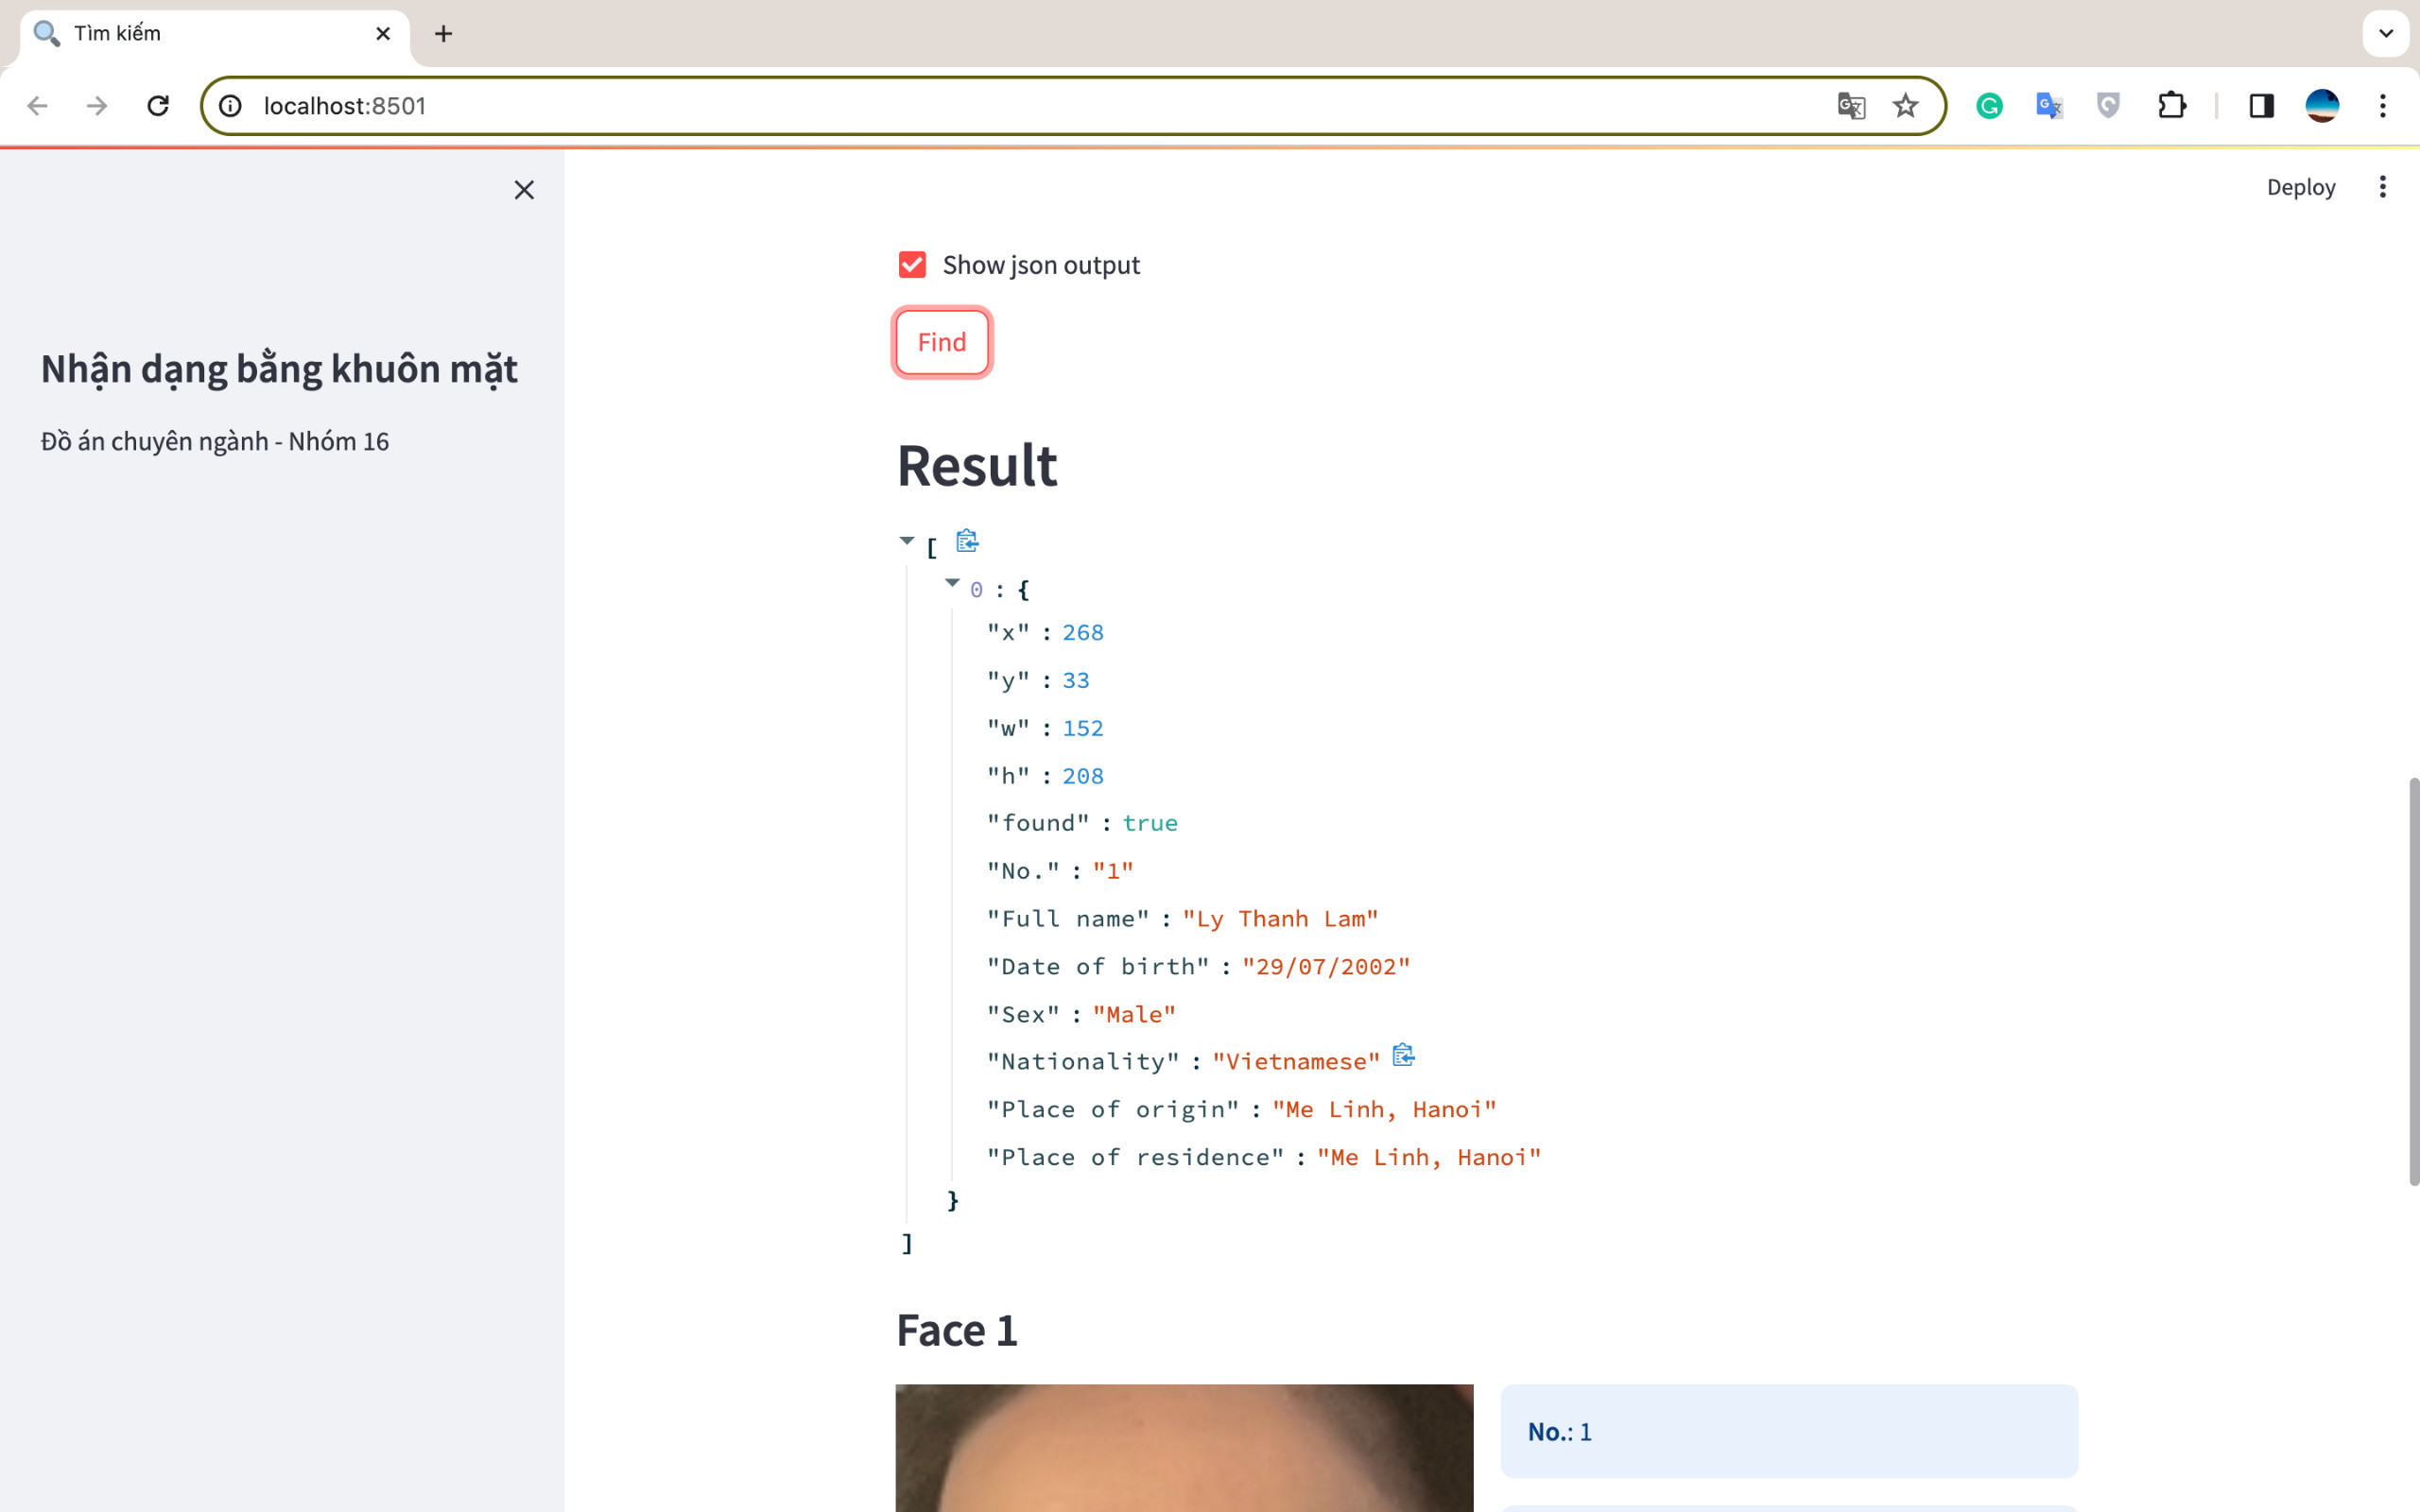 Tìm kiếm
localhost:8501
Deploy
Nhận dạng bằng khuôn mặt
Đồ án chuyên ngành - Nhóm 16
Show json output
Find
Result
[
0 : {
"x" : 268
"y" : 33
"w" : 152
"h" : 208
"found" : true
"No." : "1"
"Full name" : "Ly Thanh Lam"
"Date of birth" : "29/07/2002"
"Sex" : "Male"
"Nationality" : "Vietnamese"
"Place of origin" : "Me Linh, Hanoi"
"Place of residence" : "Me Linh, Hanoi"
}
]
Face 1
No.: 1